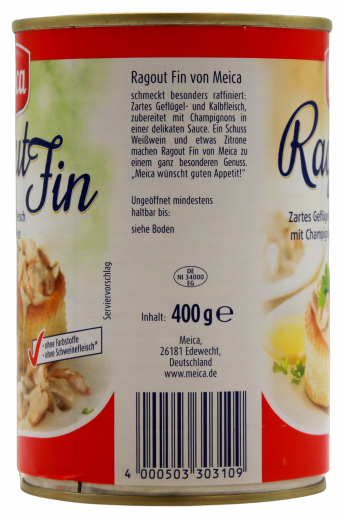 Ragout Fin von Meica
schmeckt besonders raffiniert:
Zartes Geflügel- und Kalbfleisch,
zubereitet mit Champignons in
einer delikaten Sauce. Ein Schuss
Weißwein und etwas Zitrone
machen Ragout Fin von Meica zu
einem ganz besonderen Genuss.
„Meica wünscht guten Appetit!"
Ungeöffnet mindestens
haltbar bis:
siehe Boden
DE
NI 34000
EG
Inhalt: 400 g e
Meica,
26181 Edewecht,
Deutschland
www.meica.de
4 000503 303109
Serviervorschlag
Fin
- ohne Farbstoffe
- ohne Schweinefleisch*
Zartes Geflügel-
mit Champign